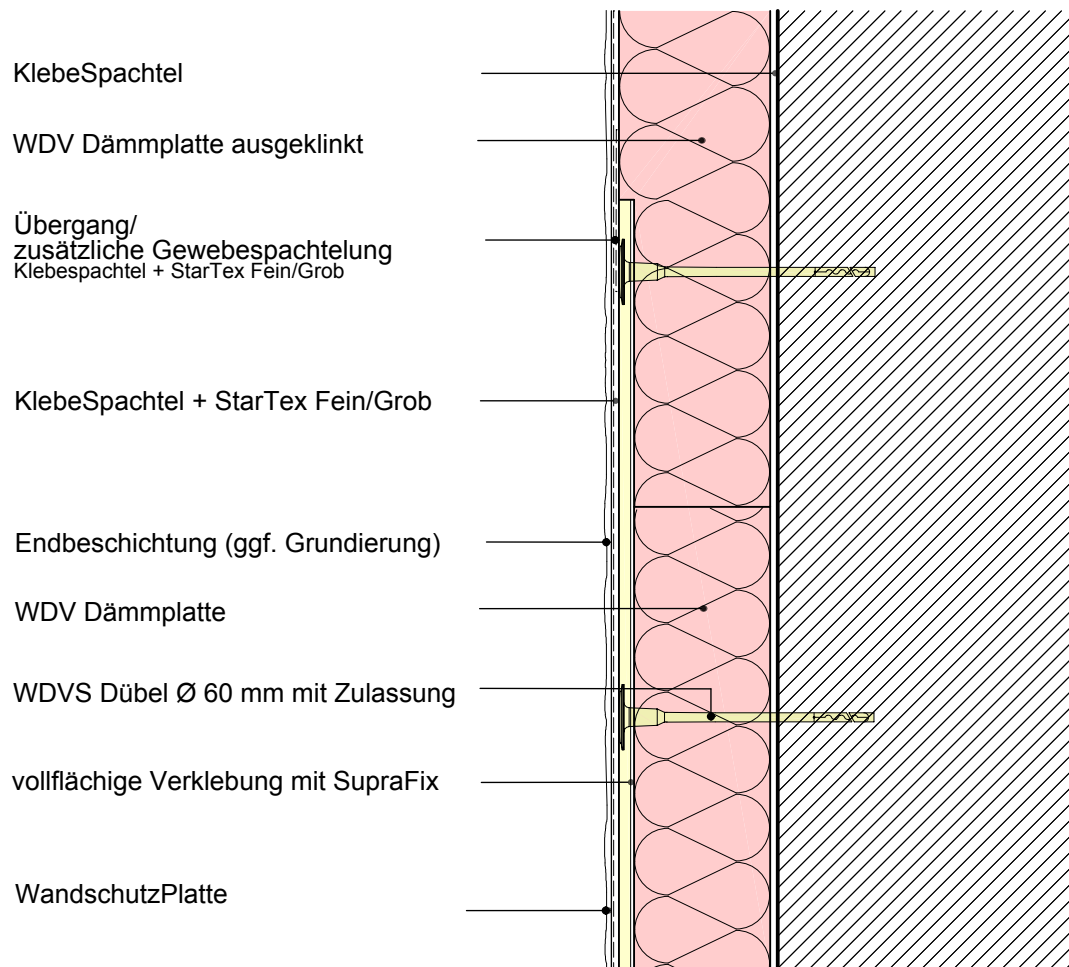 KlebeSpachtel
WDV Dämmplatte ausgeklinkt
Übergang/
zusätzliche Gewebespachtelung
Klebespachtel + StarTex Fein/Grob
KlebeSpachtel + StarTex Fein/Grob
Endbeschichtung (ggf. Grundierung)
WDV Dämmplatte
WDVS Dübel Ø 60 mm mit Zulassung
vollflächige Verklebung mit SupraFix
WandschutzPlatte